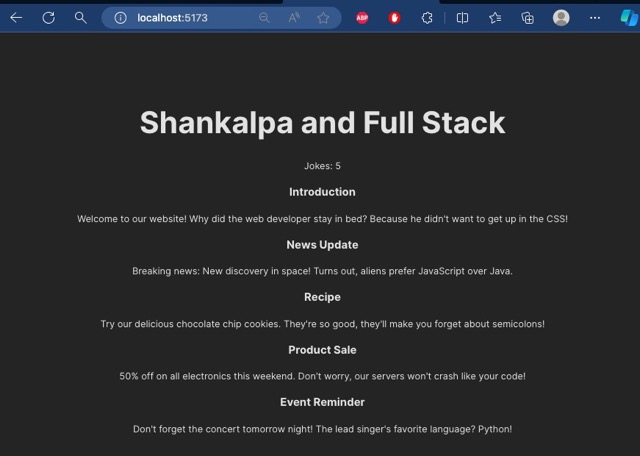 localhost:5173
ABP
Shankalpa and Full Stack
Jokes: 5
Introduction
Welcome to our website! Why did the web developer stay in bed? Because he didn't want to get up in the CSS!
News Update
Breaking news: New discovery in space! Turns out, aliens prefer JavaScript over Java.
Recipe
Try our delicious chocolate chip cookies. They're so good, they'll make you forget about semicolons!
Product Sale
50% off on all electronics this weekend. Don't worry, our servers won't crash like your code!
Event Reminder
Don't forget the concert tomorrow night! The lead singer's favorite language? Python!